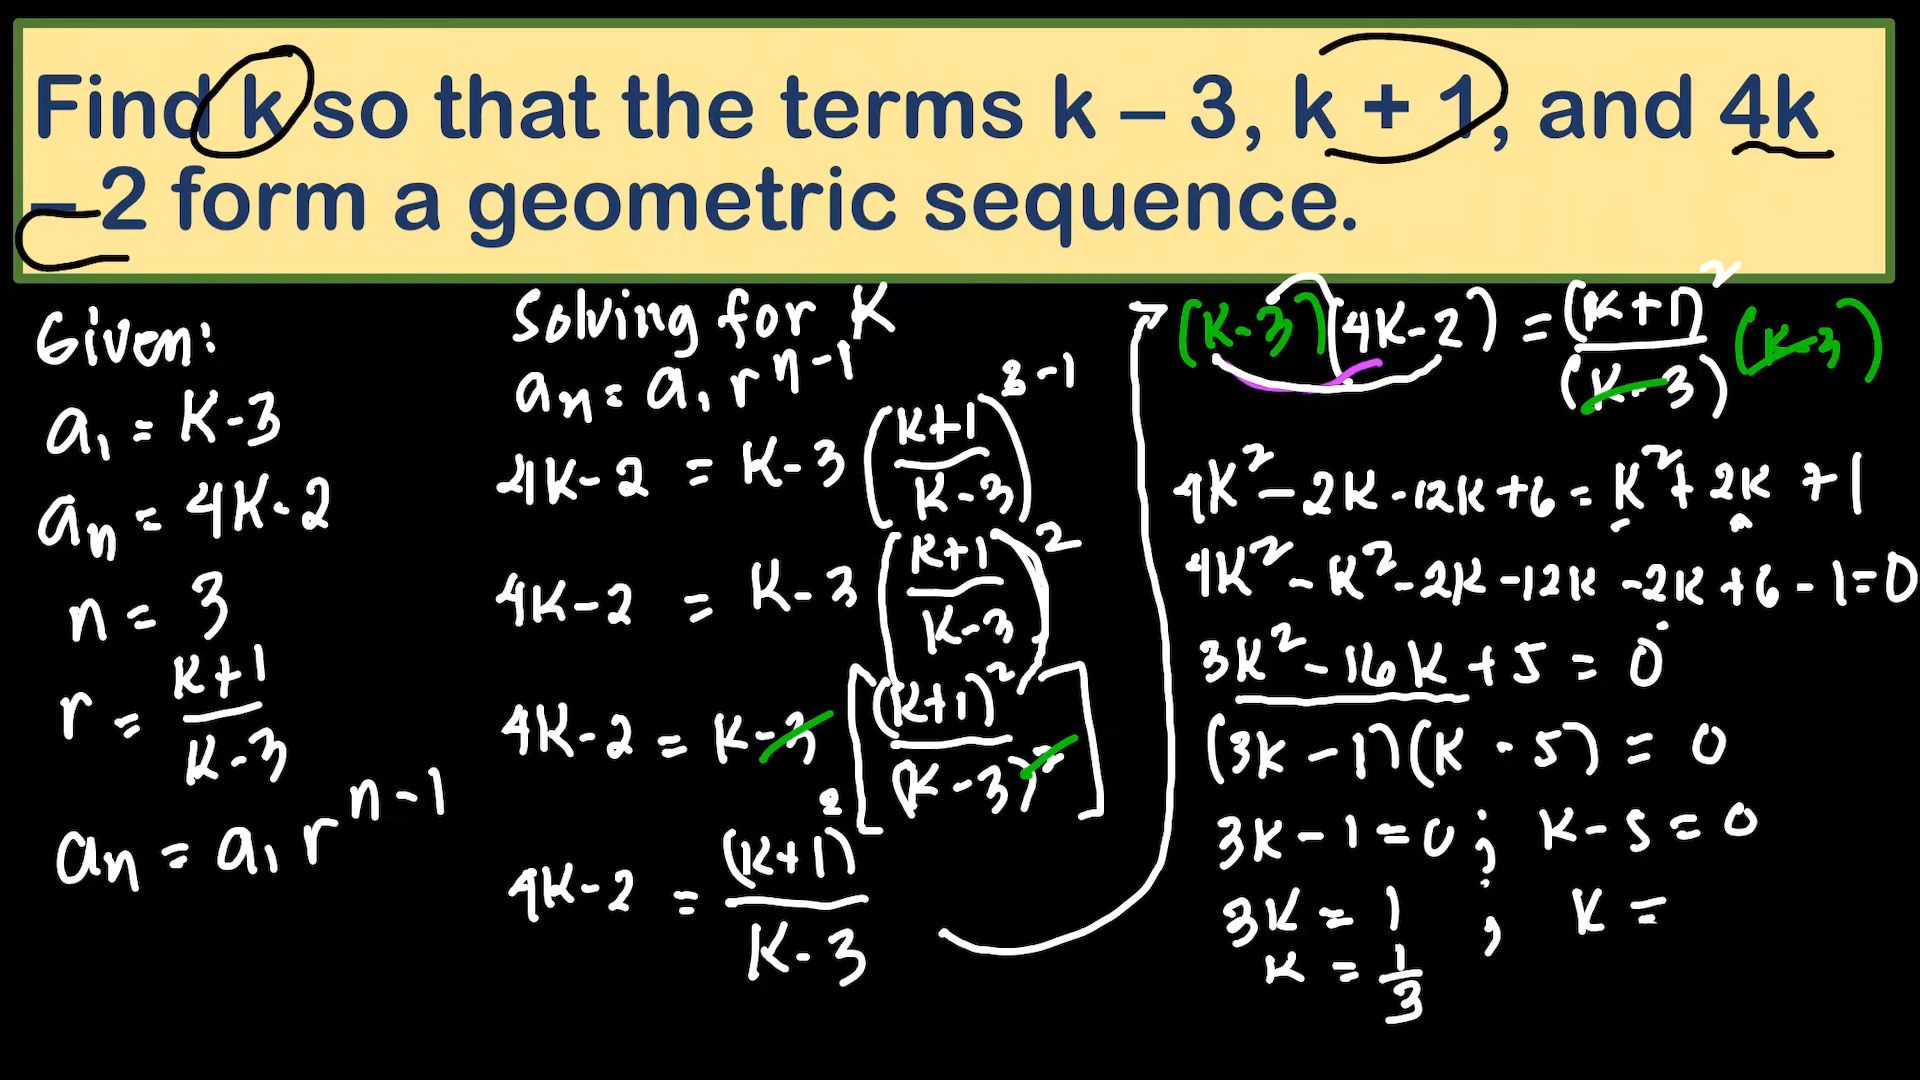 Find k so that the terms k – 3, k + 1, and 4k
– 2 form a geometric sequence.
Given:
a₁ = K-3
aₙ = 4K-2
n = 3
r = (K+1)/(K-3)
aₙ = a₁ r^(n-1)
Solving for K
aₙ = a₁ r^(n-1)
4K-2 = K-3 ((K+1)/(K-3))^(3-1)
4K-2 = K-3 ((K+1)/(K-3))^2
4K-2 = K-3 [(K+1)²/(K-3)²]
4K-2 = (K+1)²/(K-3)
(K-3)(4K-2) = (K+1)²/(K-3) (K-3)
4K²-2K-12K+6 = K²+2K+1
4K²-K²-2K-12K-2K+6-1=0
3K²-16K+5 = 0
(3K-1)(K-5) = 0
3K-1=0 ; K-5=0
3K = 1 , K =
K = 1/3